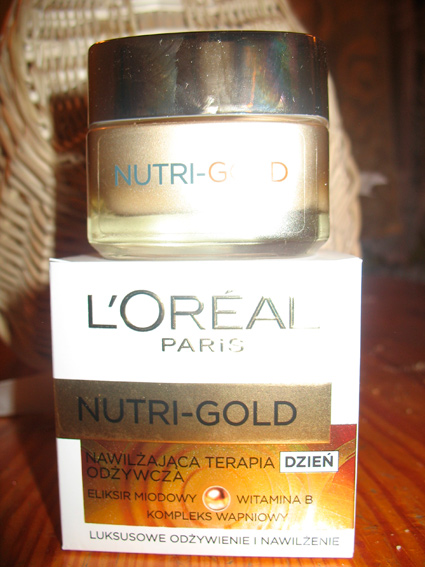 NUTRI-GOLD
L'ORÉAL
PARiS
NUTRI-GOLD
NAWILŻAJĄCA TERAPIA DZIEŃ
ODŻYWCZA
ELIKSIR MIODOWY WITAMINA B
KOMPLEKS WAPNIOWY
LUKSUSOWE ODŻYWIENIE I NAWILŻENIE